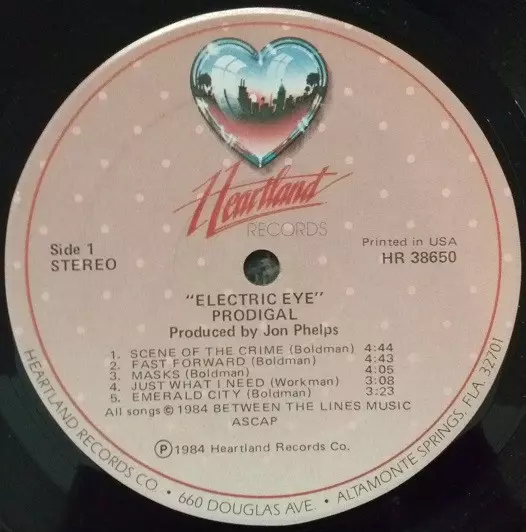 Heartland
RECORDS
Side 1
STEREO
Printed in USA
HR 38650
"ELECTRIC EYE"
PRODIGAL
Produced by Jon Phelps
1. SCENE OF THE CRIME (Boldman) 4:44
2. FAST FORWARD (Boldman) 4:43
3. MASKS (Boldman) 4:05
4. JUST WHAT I NEED (Workman) 3:08
5. EMERALD CITY (Boldman) 3:23
All songs © 1984 BETWEEN THE LINES MUSIC
ASCAP
℗ 1984 Heartland Records Co.
HEARTLAND RECORDS CO. • 660 DOUGLAS AVE. • ALTAMONTE SPRINGS, FLA. 32701